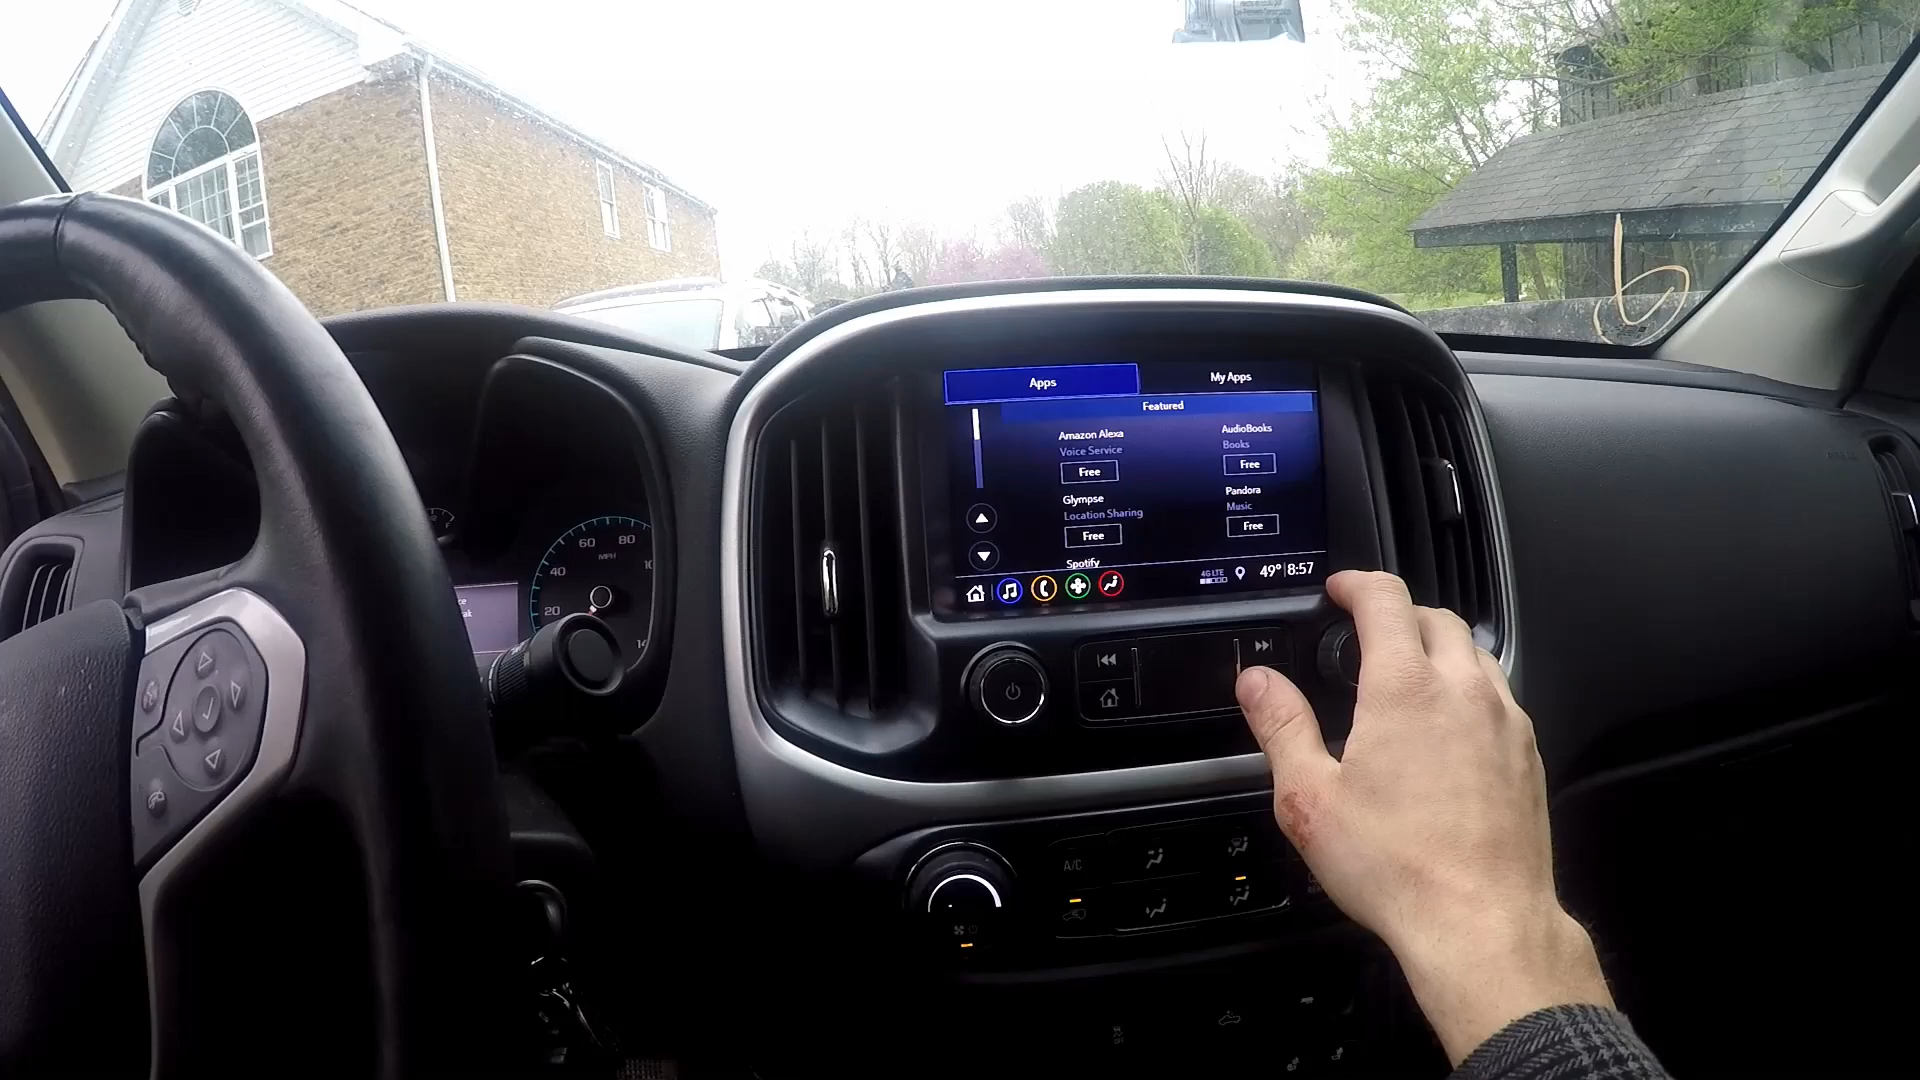 Apps
My Apps
Featured
Amazon Alexa
Voice Service
Free
AudioBooks
Books
Free
Glympse
Location Sharing
Free
Pandora
Music
Free
Spotify
4G LTE
49° 8:57
60
80
MPH
40
20
A/C